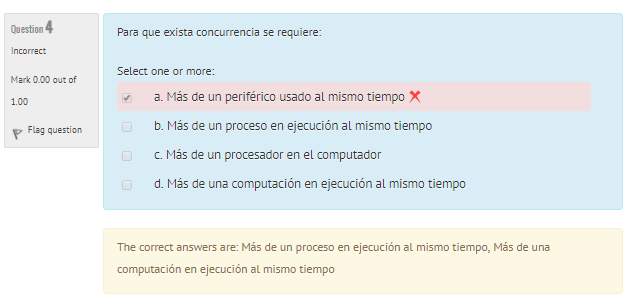 Question 4
Incorrect
Mark 0.00 out of
1.00
Flag question
Para que exista concurrencia se requiere:
Select one or more:
a. Más de un periférico usado al mismo tiempo
b. Más de un proceso en ejecución al mismo tiempo
c. Más de un procesador en el computador
d. Más de una computación en ejecución al mismo tiempo
The correct answers are: Más de un proceso en ejecución al mismo tiempo, Más de una
computación en ejecución al mismo tiempo